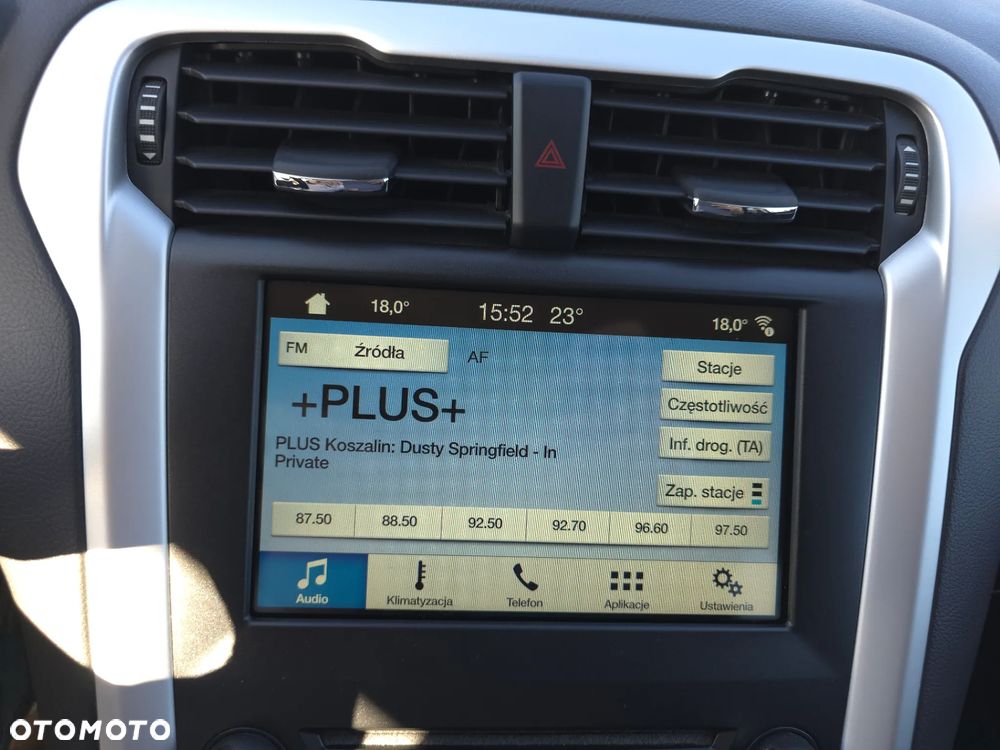 18,0°
15:52 23°
18,0°
FM
Źródła
AF
Stacje
+PLUS+
Częstotliwość
PLUS Koszalin: Dusty Springfield - In
Private
Inf. drog. (TA)
Zap. stacje
87.50 88.50 92.50 92.70 96.60 97.50
Audio Klimatyzacja Telefon Aplikacje Ustawienia
OTOMOTO